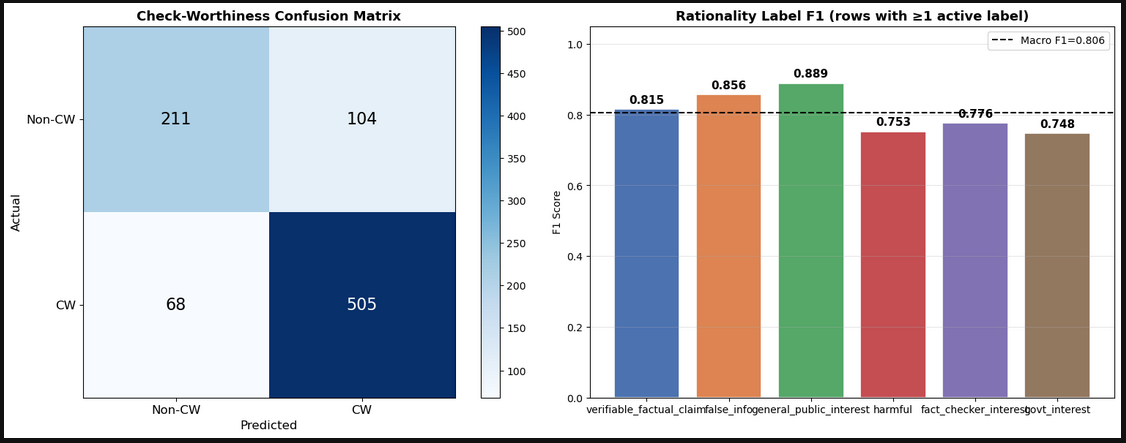 Check-Worthiness Confusion Matrix
Non-CW
CW
Actual
211
104
68
505
Non-CW
CW
Predicted
500
450
400
350
300
250
200
150
100
Rationality Label F1 (rows with ≥1 active label)
Macro F1=0.806
F1 Score
1.0
0.8
0.6
0.4
0.2
0.0
0.815
0.856
0.889
0.753
0.776
0.748
verifiable_factual_claim
false_info
general_public_interest
harmful
fact_checker_interest
govt_interest